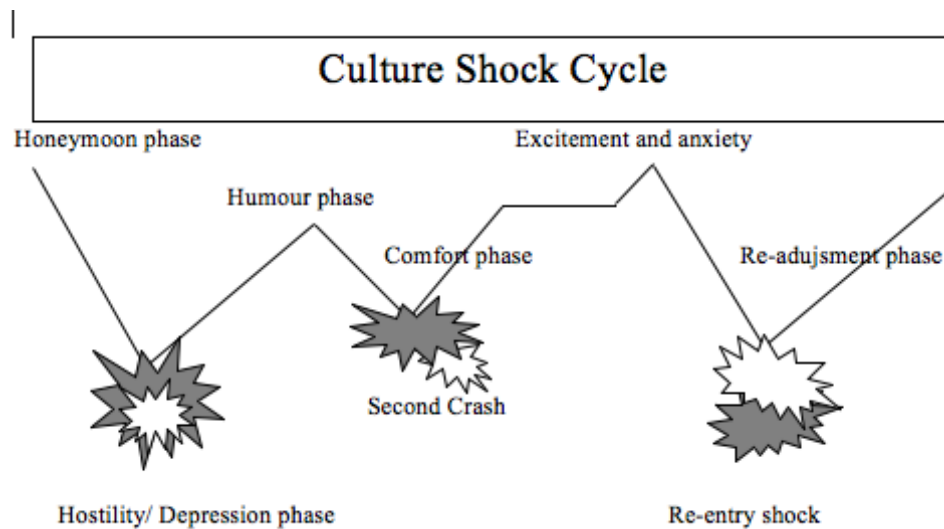 Culture Shock Cycle
Honeymoon phase
Excitement and anxiety
Humour phase
Comfort phase
Re-adujsment phase
Second Crash
Hostility/ Depression phase
Re-entry shock